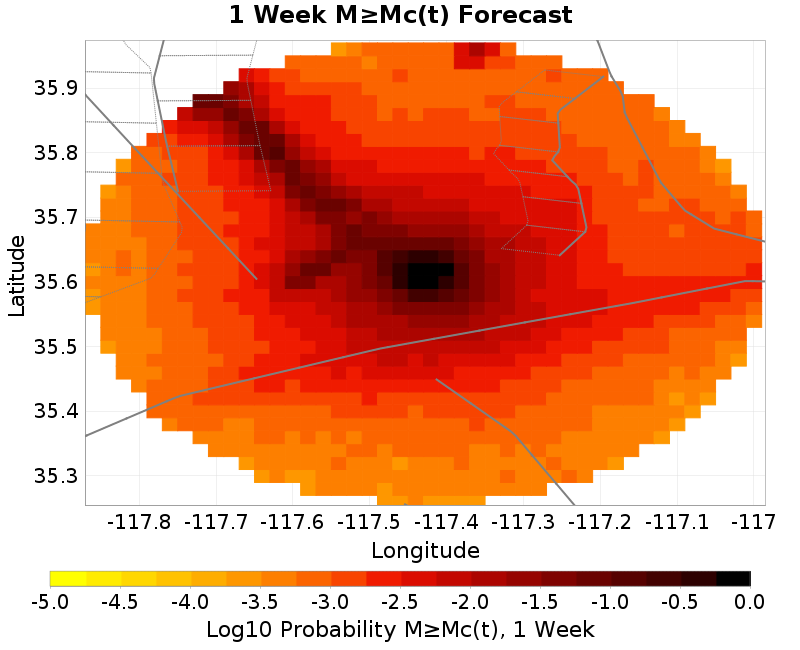 1 Week M≥Mc(t) Forecast
35.9
35.8
35.7
35.6
35.5
35.4
35.3
Latitude
-117.8 -117.7 -117.6 -117.5 -117.4 -117.3 -117.2 -117.1 -117
Longitude
-5.0 -4.5 -4.0 -3.5 -3.0 -2.5 -2.0 -1.5 -1.0 -0.5 0.0
Log10 Probability M≥Mc(t), 1 Week